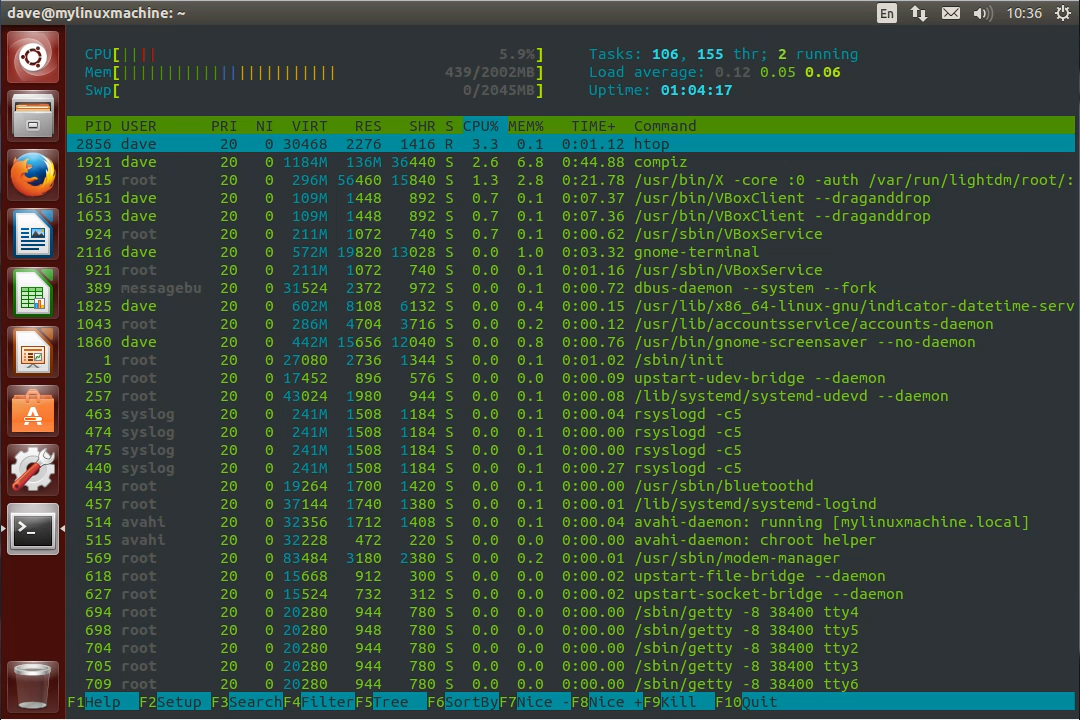 dave@mylinuxmachine: ~ En 10:36
CPU[|||| 5.9%] Tasks: 106, 155 thr; 2 running
Mem[|||||||||||||||||||||||| 439/2002MB] Load average: 0.12 0.05 0.06
Swp[ 0/2045MB] Uptime: 01:04:17
PID USER PRI NI VIRT RES SHR S CPU% MEM% TIME+ Command
2856 dave 20 0 30468 2276 1416 R 3.3 0.1 0:01.12 htop
1921 dave 20 0 1184M 136M 36440 S 2.6 6.8 0:44.88 compiz
915 root 20 0 296M 56460 15840 S 1.3 2.8 0:21.78 /usr/bin/X -core :0 -auth /var/run/lightdm/root/:
1651 dave 20 0 109M 1448 892 S 0.7 0.1 0:07.37 /usr/bin/VBoxClient --draganddrop
1653 dave 20 0 109M 1448 892 S 0.7 0.1 0:07.36 /usr/bin/VBoxClient --draganddrop
924 root 20 0 211M 1072 740 S 0.7 0.1 0:00.62 /usr/sbin/VBoxService
2116 dave 20 0 572M 19820 13028 S 0.0 1.0 0:03.32 gnome-terminal
921 root 20 0 211M 1072 740 S 0.0 0.1 0:01.16 /usr/sbin/VBoxService
389 messagebu 20 0 31524 2372 972 S 0.0 0.1 0:00.72 dbus-daemon --system --fork
1825 dave 20 0 602M 8108 6132 S 0.0 0.4 0:00.15 /usr/lib/x86_64-linux-gnu/indicator-datetime-serv
1043 root 20 0 286M 4704 3716 S 0.0 0.2 0:00.12 /usr/lib/accountsservice/accounts-daemon
1860 dave 20 0 442M 15656 12040 S 0.0 0.8 0:00.76 /usr/bin/gnome-screensaver --no-daemon
1 root 20 0 27080 2736 1344 S 0.0 0.1 0:01.02 /sbin/init
250 root 20 0 17452 896 576 S 0.0 0.0 0:00.09 upstart-udev-bridge --daemon
257 root 20 0 43024 1980 944 S 0.0 0.1 0:00.08 /lib/systemd/systemd-udevd --daemon
463 syslog 20 0 241M 1508 1184 S 0.0 0.1 0:00.04 rsyslogd -c5
474 syslog 20 0 241M 1508 1184 S 0.0 0.1 0:00.00 rsyslogd -c5
475 syslog 20 0 241M 1508 1184 S 0.0 0.1 0:00.00 rsyslogd -c5
440 syslog 20 0 241M 1508 1184 S 0.0 0.1 0:00.27 rsyslogd -c5
443 root 20 0 19264 1700 1420 S 0.0 0.1 0:00.00 /usr/sbin/bluetoothd
457 root 20 0 37144 1740 1380 S 0.0 0.1 0:00.01 /lib/systemd/systemd-logind
514 avahi 20 0 32356 1712 1408 S 0.0 0.1 0:00.04 avahi-daemon: running [mylinuxmachine.local]
515 avahi 20 0 32228 472 220 S 0.0 0.0 0:00.00 avahi-daemon: chroot helper
569 root 20 0 83484 3180 2380 S 0.0 0.2 0:00.01 /usr/sbin/modem-manager
618 root 20 0 15668 912 300 S 0.0 0.0 0:00.02 upstart-file-bridge --daemon
627 root 20 0 15524 732 312 S 0.0 0.0 0:00.02 upstart-socket-bridge --daemon
694 root 20 0 20280 944 780 S 0.0 0.0 0:00.00 /sbin/getty -8 38400 tty4
698 root 20 0 20280 948 780 S 0.0 0.0 0:00.00 /sbin/getty -8 38400 tty5
704 root 20 0 20280 944 780 S 0.0 0.0 0:00.00 /sbin/getty -8 38400 tty2
705 root 20 0 20280 944 780 S 0.0 0.0 0:00.00 /sbin/getty -8 38400 tty3
709 root 20 0 20280 944 780 S 0.0 0.0 0:00.00 /sbin/getty -8 38400 tty6
F1Help F2Setup F3SearchF4FilterF5Tree F6SortByF7Nice -F8Nice +F9Kill F10Quit